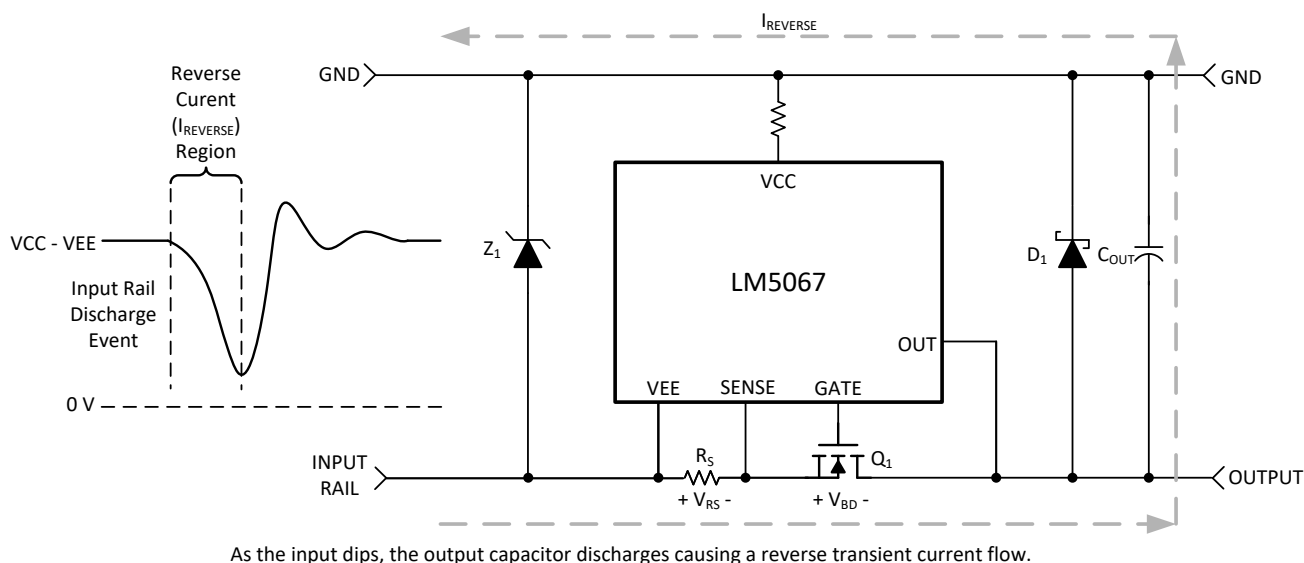 I_REVERSE
GND
GND
Reverse
Curent
(I_REVERSE)
Region
VCC
VCC - VEE
Z1
LM5067
D1
COUT
Input Rail
Discharge
Event
OUT
VEE
SENSE
GATE
0 V
INPUT
RAIL
RS
Q1
OUTPUT
+ VRS -
+ VBD -
As the input dips, the output capacitor discharges causing a reverse transient current flow.